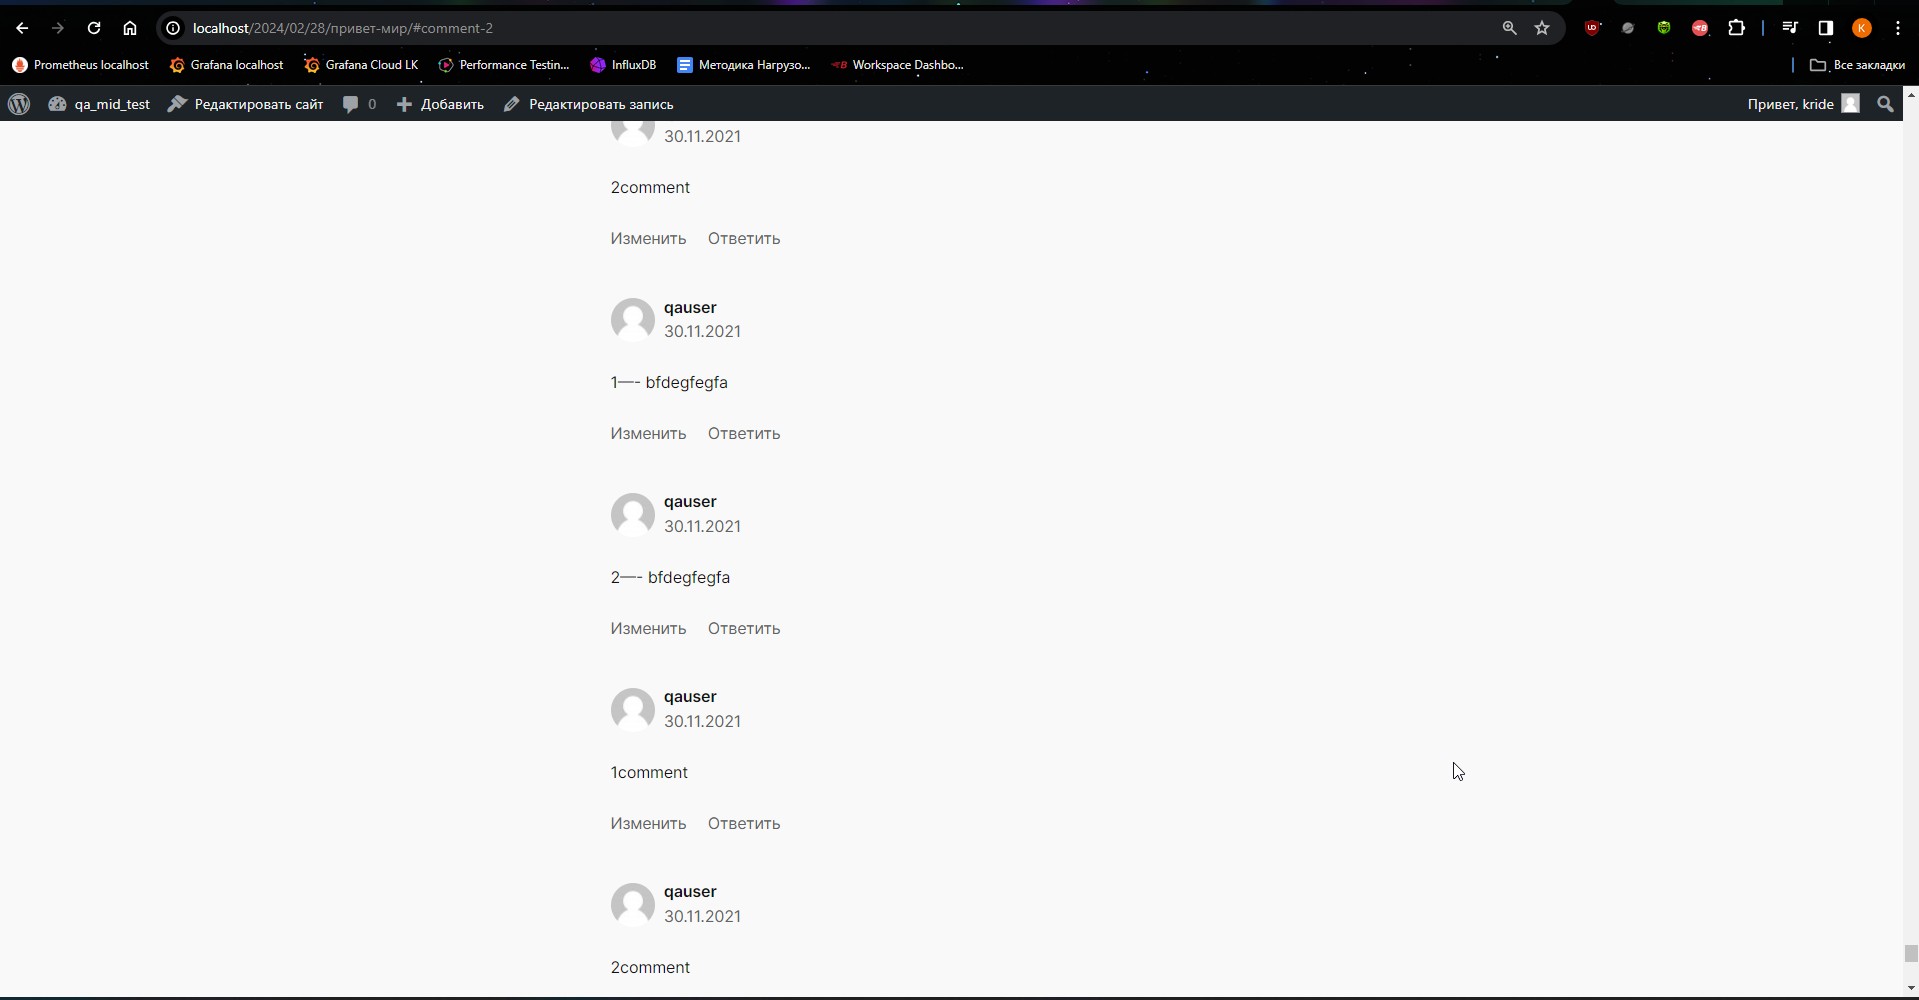 localhost/2024/02/28/привет-мир/#comment-2
Prometheus localhost
Grafana localhost
Grafana Cloud LK
Performance Testin...
InfluxDB
Методика Нагрузо...
Workspace Dashbo...
Все закладки
qa_mid_test
Редактировать сайт
0
Добавить
Редактировать запись
Привет, kride
30.11.2021
2comment
Изменить Ответить
qauser
30.11.2021
1—- bfdegfegfa
Изменить Ответить
qauser
30.11.2021
2—- bfdegfegfa
Изменить Ответить
qauser
30.11.2021
1comment
Изменить Ответить
qauser
30.11.2021
2comment